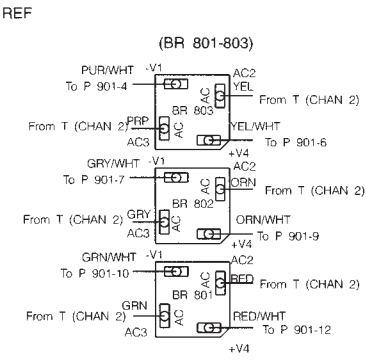 REF
(BR 801-803)
PUR/WHT -V1
To P 901-4
AC2
YEL
AC
From T (CHAN 2)
BR 803
From T (CHAN 2) PRP
AC
AC3
YEL/WHT
To P 901-6
+V4
GRY/WHT -V1
To P 901-7
AC2
ORN
AC
From T (CHAN 2)
BR 802
From T (CHAN 2) GRY
AC
AC3
ORN/WHT
To P 901-9
+V4
GRN/WHT -V1
To P 901-10
AC2
RED
AC
From T (CHAN 2)
BR 801
GRN
From T (CHAN 2)
AC
AC3
RED/WHT
To P 901-12
+V4